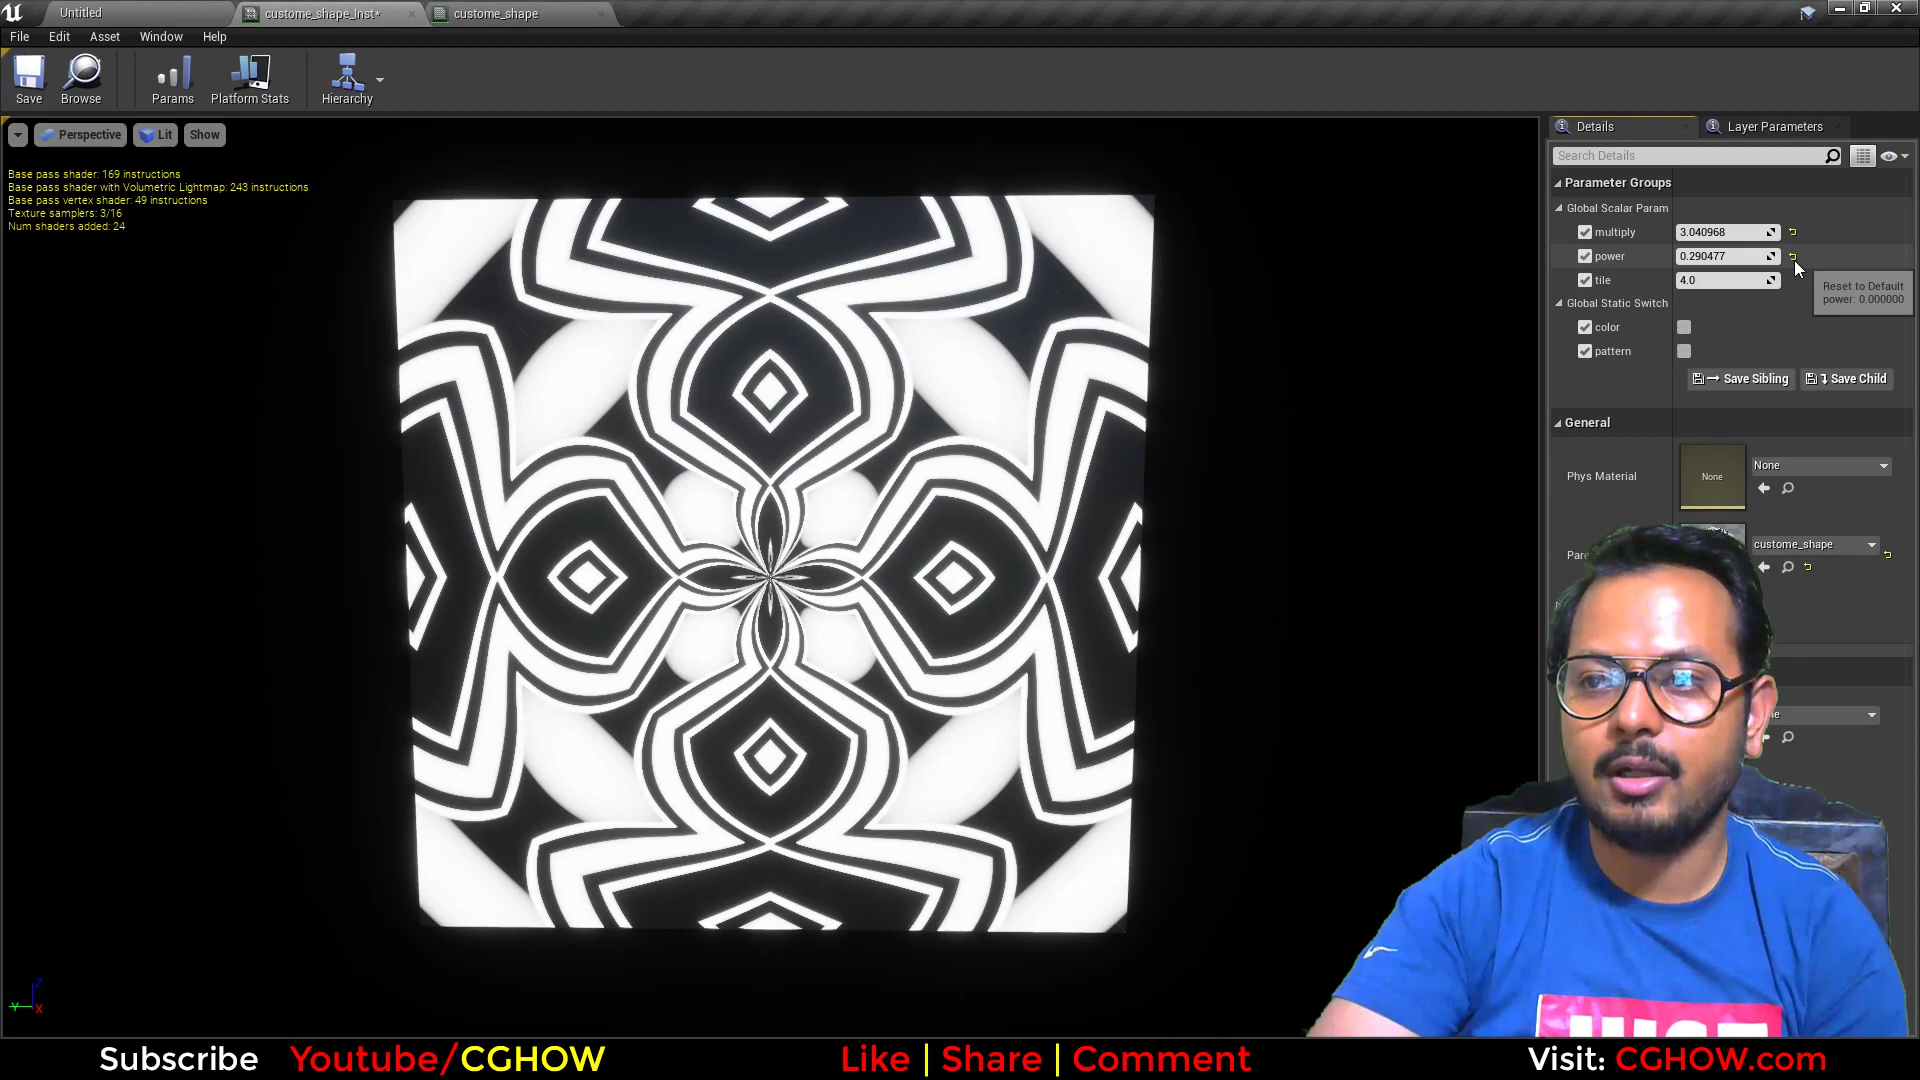 Untitled
custome_shape_Inst*
custome_shape
File Edit Asset Window Help
Save
Browse
Params
Platform Stats
Hierarchy
Perspective
Lit
Show
Base pass shader: 169 instructions
Base pass shader with Volumetric Lightmap: 243 instructions
Base pass vertex shader: 49 instructions
Texture samplers: 3/16
Num shaders added: 24
Details
Layer Parameters
Search Details
Parameter Groups
Global Scalar Param
multiply 3.040968
power 0.290477
tile 4.0
Reset to Default
power: 0.000000
Global Static Switch
color
pattern
Save Sibling
Save Child
General
Phys Material
None
None
custome_shape
Z
Y
X
Subscribe Youtube/CGHOW
Like | Share | Comment
Visit: CGHOW.com